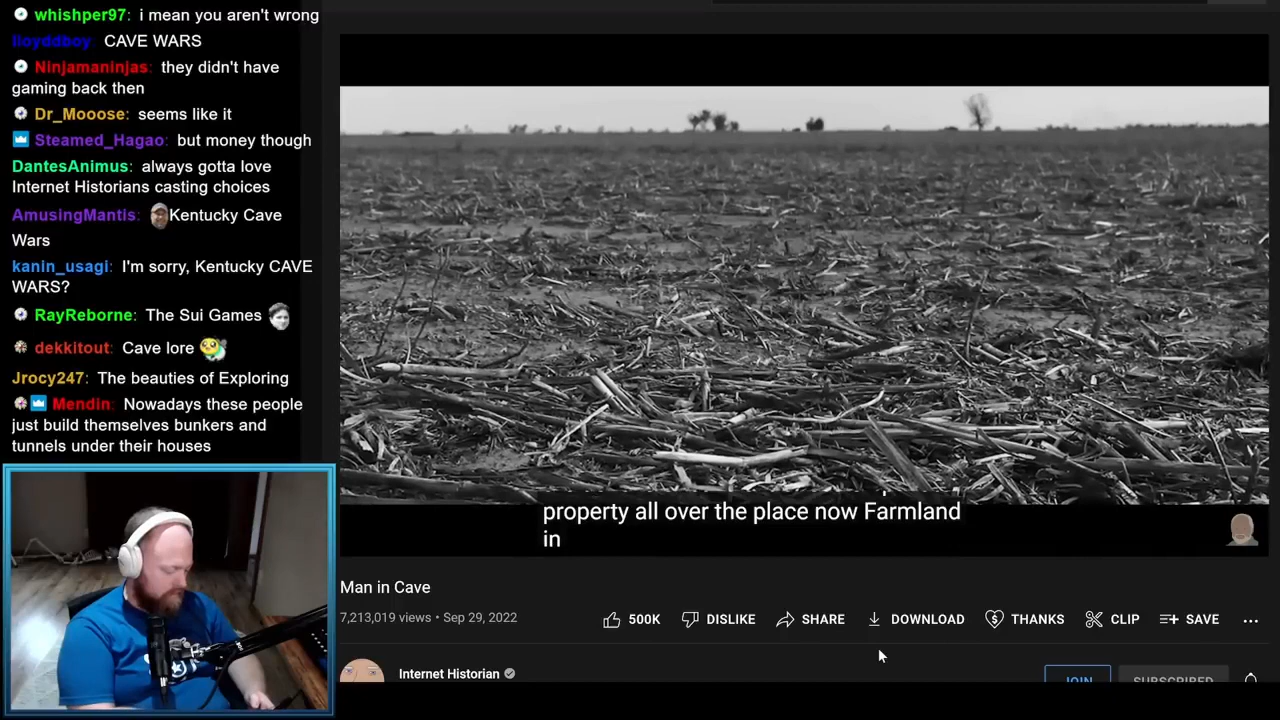 whishper97: i mean you aren't wrong
lloyddboy: CAVE WARS
Ninjamaninjas: they didn't have
gaming back then
Dr_Mooose: seems like it
Steamed_Hagao: but money though
DantesAnimus: always gotta love
Internet Historians casting choices
AmusingMantis: Kentucky Cave
Wars
kanin_usagi: I'm sorry, Kentucky CAVE
WARS?
RayReborne: The Sui Games
dekkitout: Cave lore
Jrocy247: The beauties of Exploring
Mendin: Nowadays these people
just build themselves bunkers and
tunnels under their houses
property all over the place now Farmland
in
Man in Cave
7,213,019 views • Sep 29, 2022
500K
DISLIKE
SHARE
DOWNLOAD
THANKS
CLIP
SAVE
Internet Historian
JOIN
SUBSCRIBED